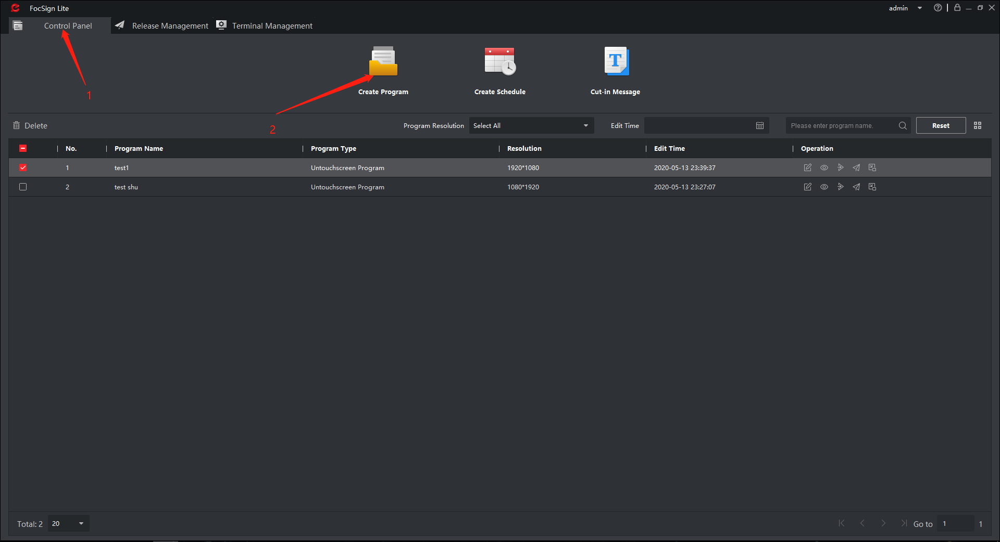 FocSign Lite
admin
Control Panel
Release Management
Terminal Management
1
Create Program
Create Schedule
Cut-in Message
2
Delete
Program Resolution
Select All
Edit Time
Please enter program name.
Reset
No.
Program Name
Program Type
Resolution
Edit Time
Operation
1
test1
Untouchscreen Program
1920*1080
2020-05-13 23:39:37
2
test shu
Untouchscreen Program
1080*1920
2020-05-13 23:27:07
Total: 2
20
Go to
1
1